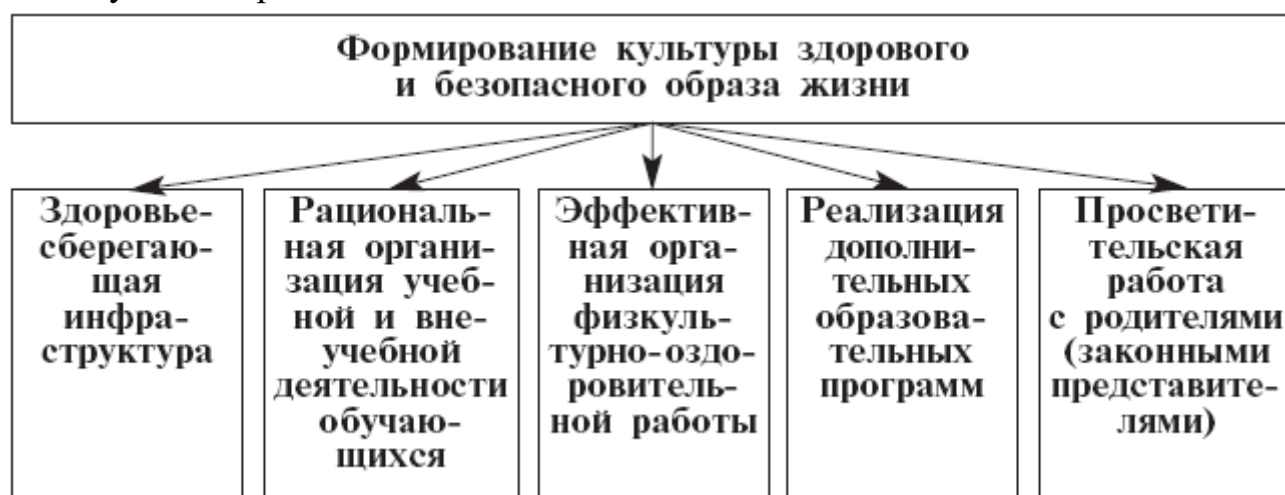 Формирование культуры здорового
и безопасного образа жизни
Здоровье-
сберегаю-
щая
инфра-
структура
Рациональ-
ная органи-
зация учеб-
ной и вне-
учебной
деятельности
обучаю-
щихся
Эффектив-
ная орга-
низация
физкуль-
турно-оздо-
ровитель-
ной работы
Реализация
дополни-
тельных
образова-
тельных
программ
Просвети-
тельская
работа
с родителями
(законными
представите-
лями)